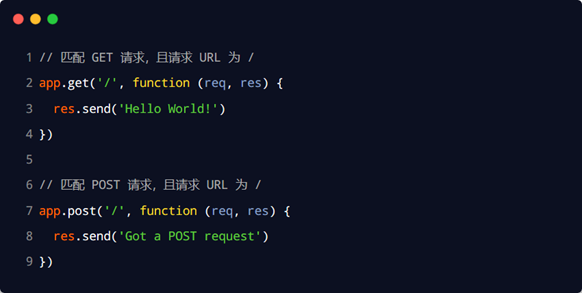 1 // 匹配 GET 请求，且请求 URL 为 /
2 app.get('/', function (req, res) {
3   res.send('Hello World!')
4 })
5
6 // 匹配 POST 请求，且请求 URL 为 /
7 app.post('/', function (req, res) {
8   res.send('Got a POST request')
9 })